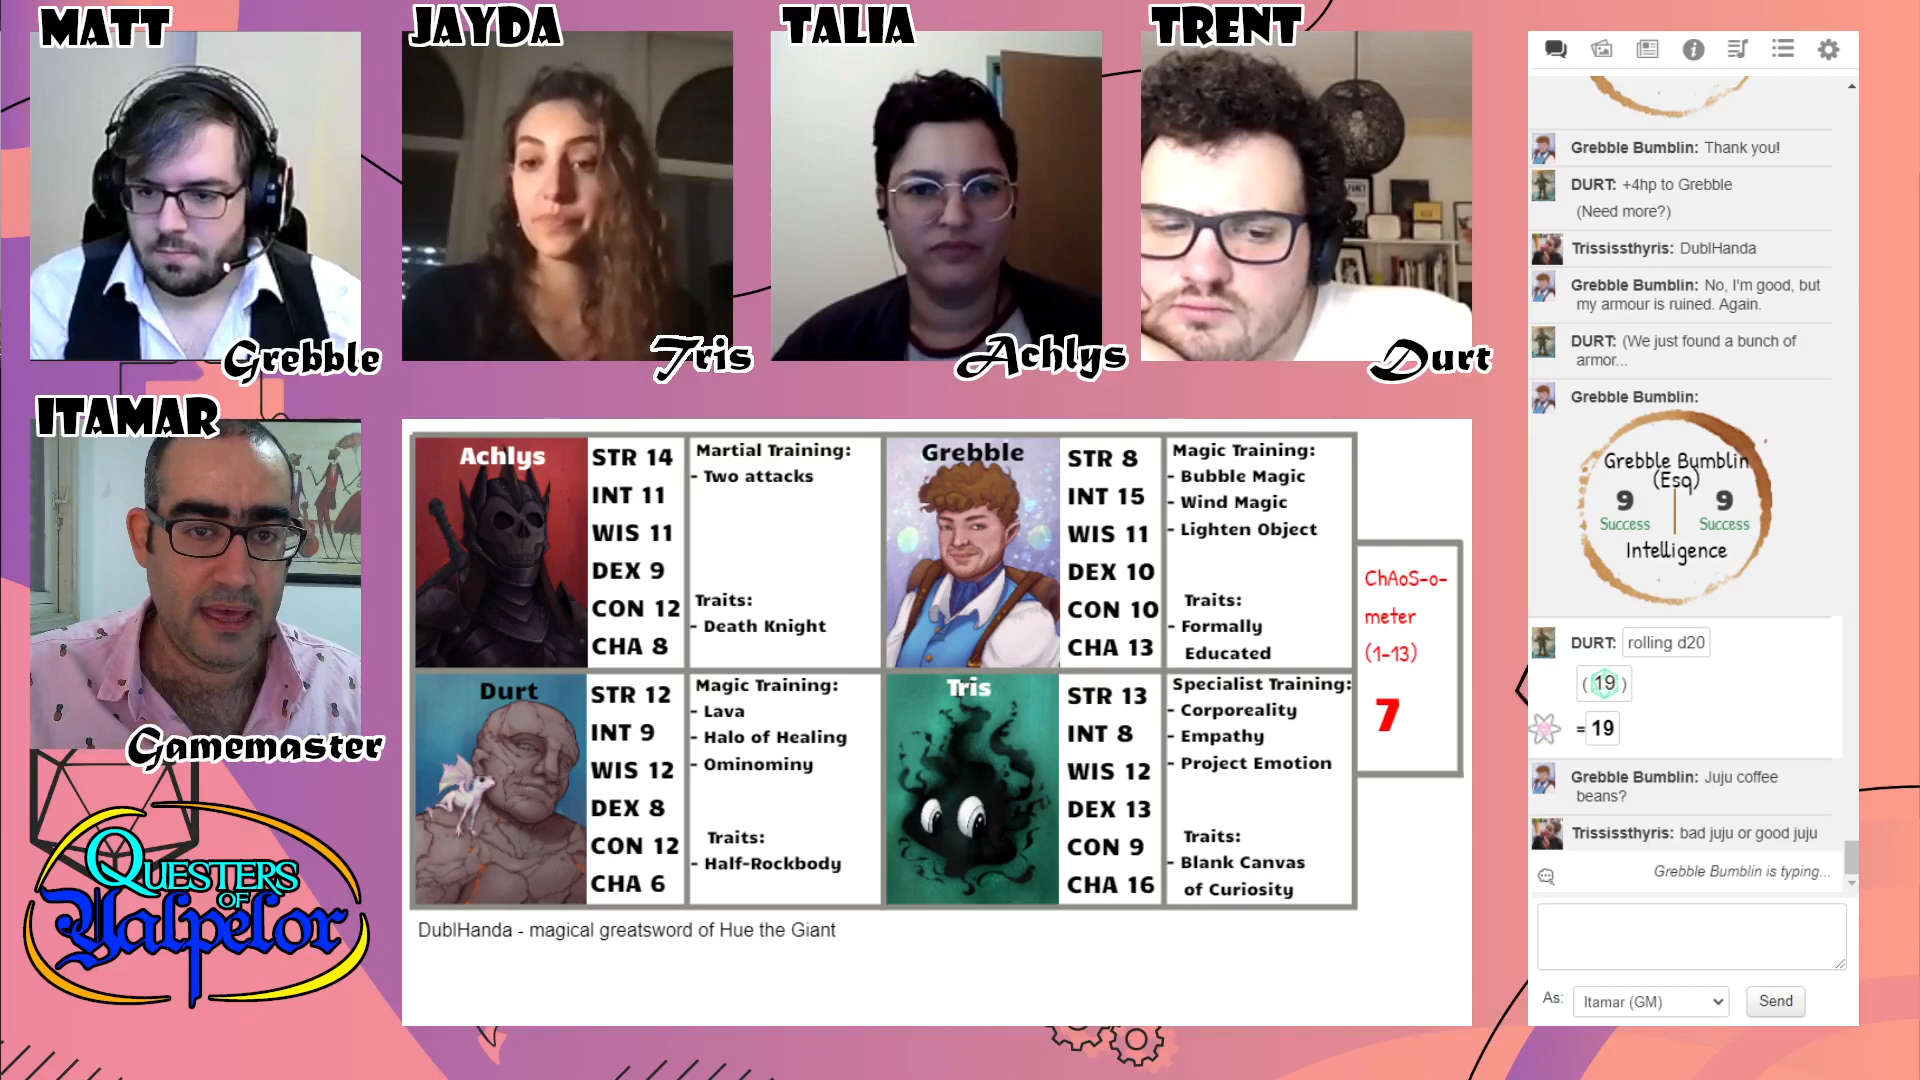 MATT
JAYDA
TALIA
TRENT
Grebble
Tris
Achlys
Durt
ITAMAR
Gamemaster
QUESTERS
OF
Yalpelor
Achlys
STR 14
INT 11
WIS 11
DEX 9
CON 12
CHA 8
Martial Training:
- Two attacks
Traits:
- Death Knight
Grebble
STR 8
INT 15
WIS 11
DEX 10
CON 10
CHA 13
Magic Training:
- Bubble Magic
- Wind Magic
- Lighten Object
Traits:
- Formally
Educated
Durt
STR 12
INT 9
WIS 12
DEX 8
CON 12
CHA 6
Magic Training:
- Lava
- Halo of Healing
- Ominominy
Traits:
- Half-Rockbody
Tris
STR 13
INT 8
WIS 12
DEX 13
CON 9
CHA 16
Specialist Training:
- Corporeality
- Empathy
- Project Emotion
Traits:
- Blank Canvas
of Curiosity
ChAoS-o-
meter
(1-13)
7
DublHanda - magical greatsword of Hue the Giant
Grebble Bumblin: Thank you!
DURT: +4hp to Grebble
(Need more?)
Trississthyris: DublHanda
Grebble Bumblin: No, I'm good, but
my armour is ruined. Again.
DURT: (We just found a bunch of
armor...
Grebble Bumblin:
Grebble Bumblin
(Esq)
9 9
Success Success
Intelligence
DURT: rolling d20
(19)
=19
Grebble Bumblin: Juju coffee
beans?
Trississthyris: bad juju or good juju
Grebble Bumblin is typing...
As: Itamar (GM) Send